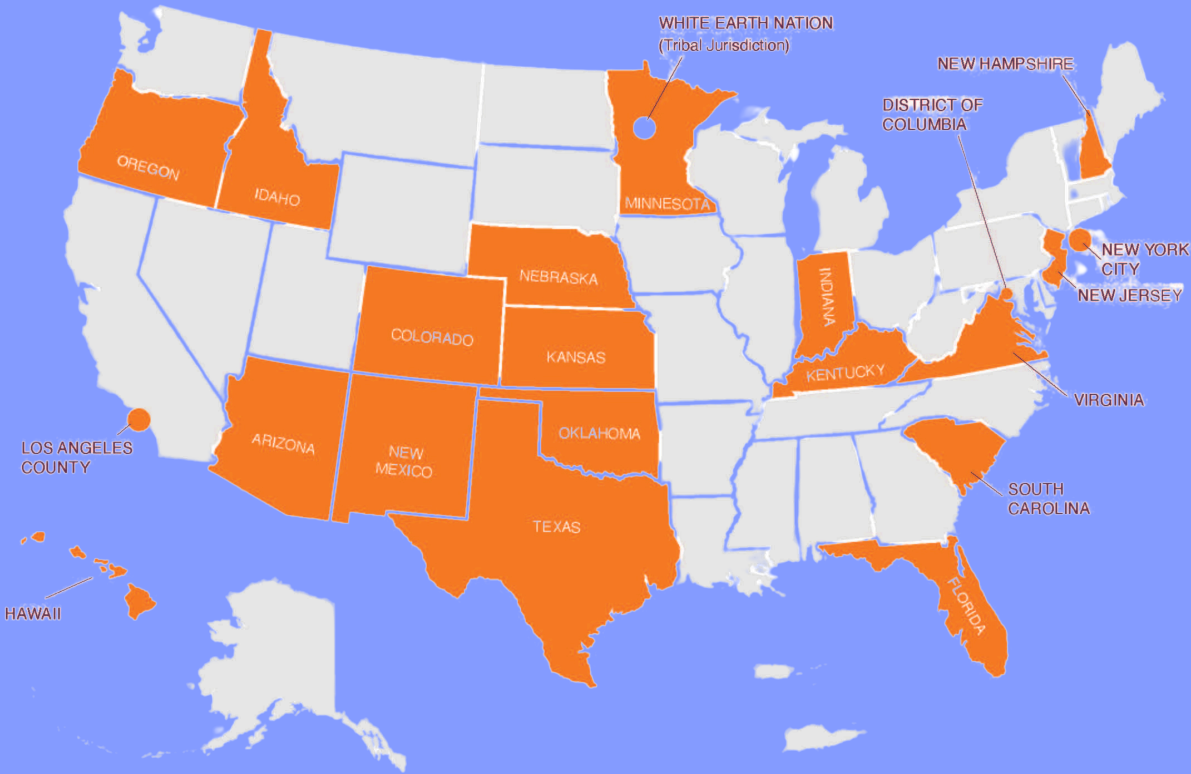 WHITE EARTH NATION
(Tribal Jurisdiction)
NEW HAMPSHIRE
DISTRICT OF
COLUMBIA
OREGON
IDAHO
MINNESOTA
NEBRASKA
INDIANA
NEW YORK
CITY
NEW JERSEY
COLORADO
KANSAS
KENTUCKY
VIRGINIA
LOS ANGELES
COUNTY
ARIZONA
NEW
MEXICO
OKLAHOMA
SOUTH
CAROLINA
TEXAS
FLORIDA
HAWAII